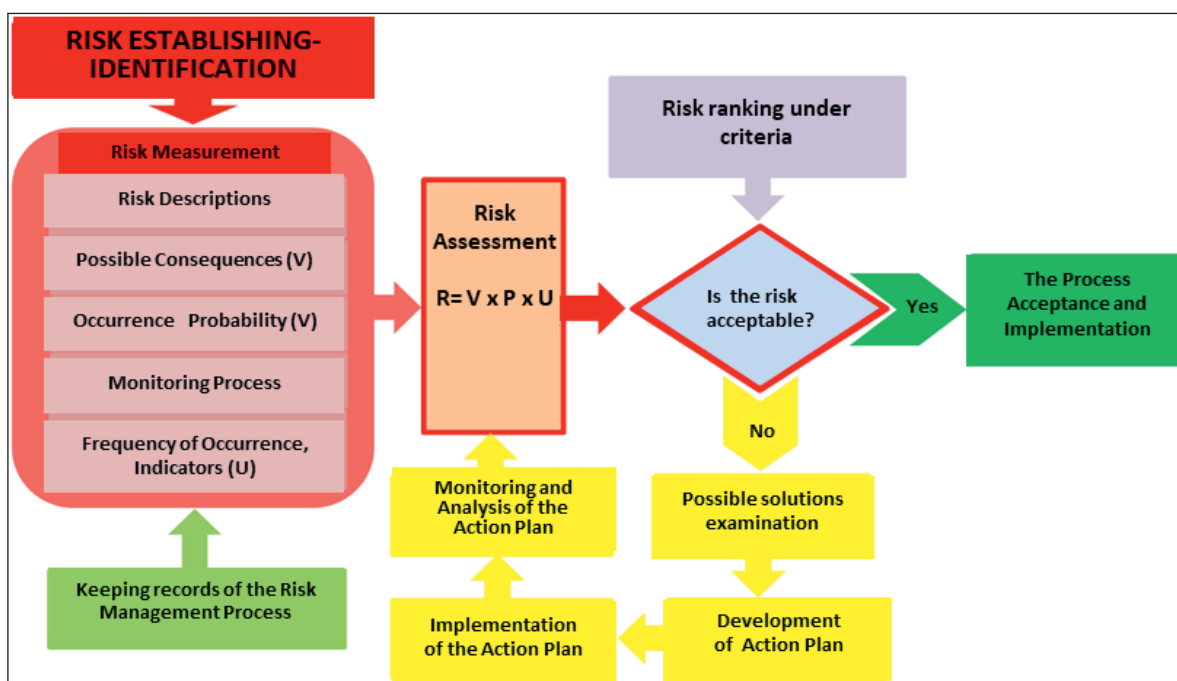 RISK ESTABLISHING-
IDENTIFICATION
Risk Measurement
Risk Descriptions
Possible Consequences (V)
Occurrence Probability (V)
Monitoring Process
Frequency of Occurrence,
Indicators (U)
Keeping records of the Risk
Management Process
Risk
Assessment
R= V x P x U
Risk ranking under
criteria
Is the risk
acceptable?
Yes
The Process
Acceptance and
Implementation
No
Possible solutions
examination
Development
of Action Plan
Implementation
of the Action Plan
Monitoring and
Analysis of the
Action Plan